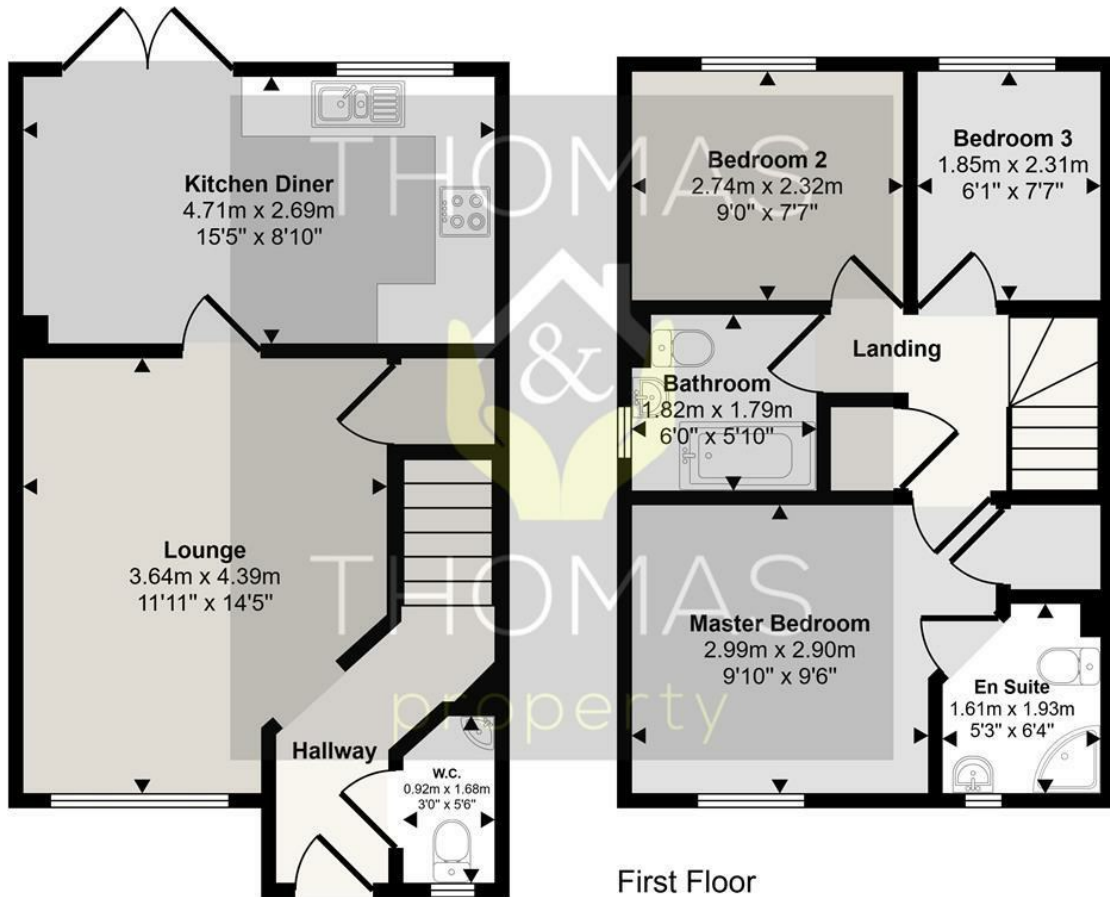 Kitchen Diner
4.71m x 2.69m
15'5" x 8'10"
Lounge
3.64m x 4.39m
11'11" x 14'5"
Hallway
W.C.
0.92m x 1.68m
3'0" x 5'6"
Bedroom 2
2.74m x 2.32m
9'0" x 7'7"
Bedroom 3
1.85m x 2.31m
6'1" x 7'7"
Landing
Bathroom
1.82m x 1.79m
6'0" x 5'10"
Master Bedroom
2.99m x 2.90m
9'10" x 9'6"
En Suite
1.61m x 1.93m
5'3" x 6'4"
First Floor
THOMAS
&
THOMAS
property